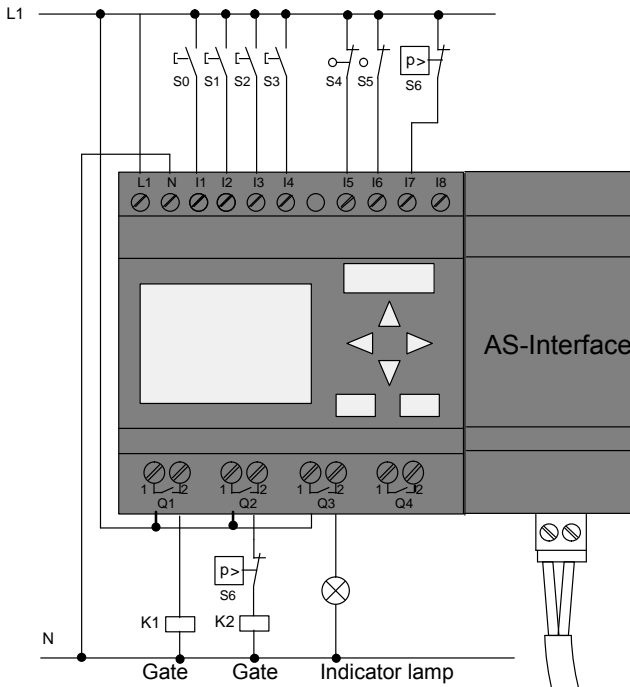 L1
S0 S1 S2 S3 S4 S5 p>
S6
L1 N I1 I2 I3 I4 I5 I6 I7 I8
AS-Interface
1 2 1 2 1 2 1 2
Q1 Q2 Q3 Q4
p>
S6
K1 K2
N
Gate Gate Indicator lamp